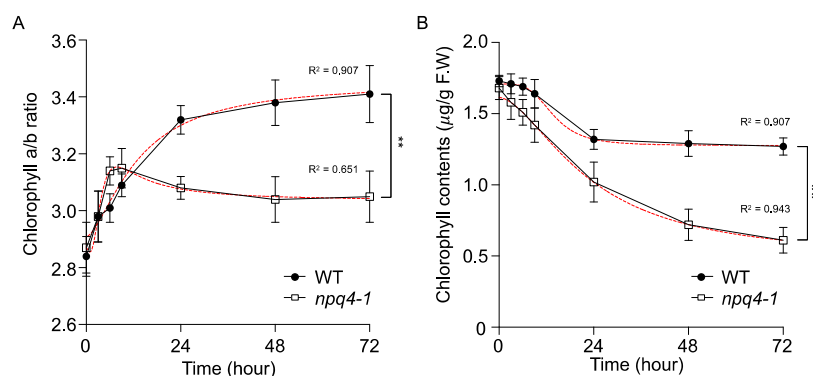 A
Chlorophyll a/b ratio
3.6
3.4
3.2
3.0
2.8
2.6
R² = 0,907
R² = 0.651
**
WT
npq4-1
0
24
48
72
Time (hour)
B
Chlorophyll contents (µg/g F.W)
2.0
1.5
1.0
0.5
0
R² = 0,907
R² = 0,943
WT
npq4-1
0
24
48
72
Time (hour)